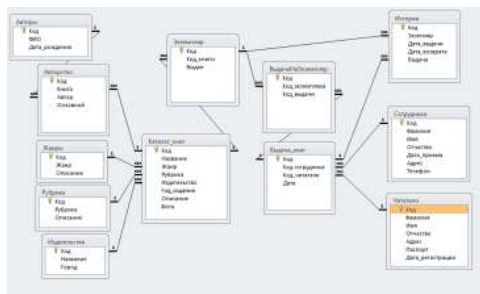 Авторы
Код
ФИО
Дата_рождения
Авторство
Код
Книга
Автор
Основной
Жанры
Код
Жанр
Описание
Рубрика
Код
Рубрика
Описание
Издательства
Код
Название
Город
Экземпляр
Код
Код_книги
Выдан
Каталог_книг
Код
Название
Жанр
Рубрика
Издательство
Год_издания
Описание
Фото
Код
Код_экземпляра
Код_выдачи
Выдача_книг
Код
Код_сотрудника
Код_читателя
Дата
История
Код
Экземпляр
Дата_выдачи
Дата_возврата
Выдача
Сотрудники
Код
Фамилия
Имя
Отчество
Дата_приема
Адрес
Телефон
Читатели
Код
Фамилия
Имя
Отчество
Адрес
Паспорт
Дата_регистрации